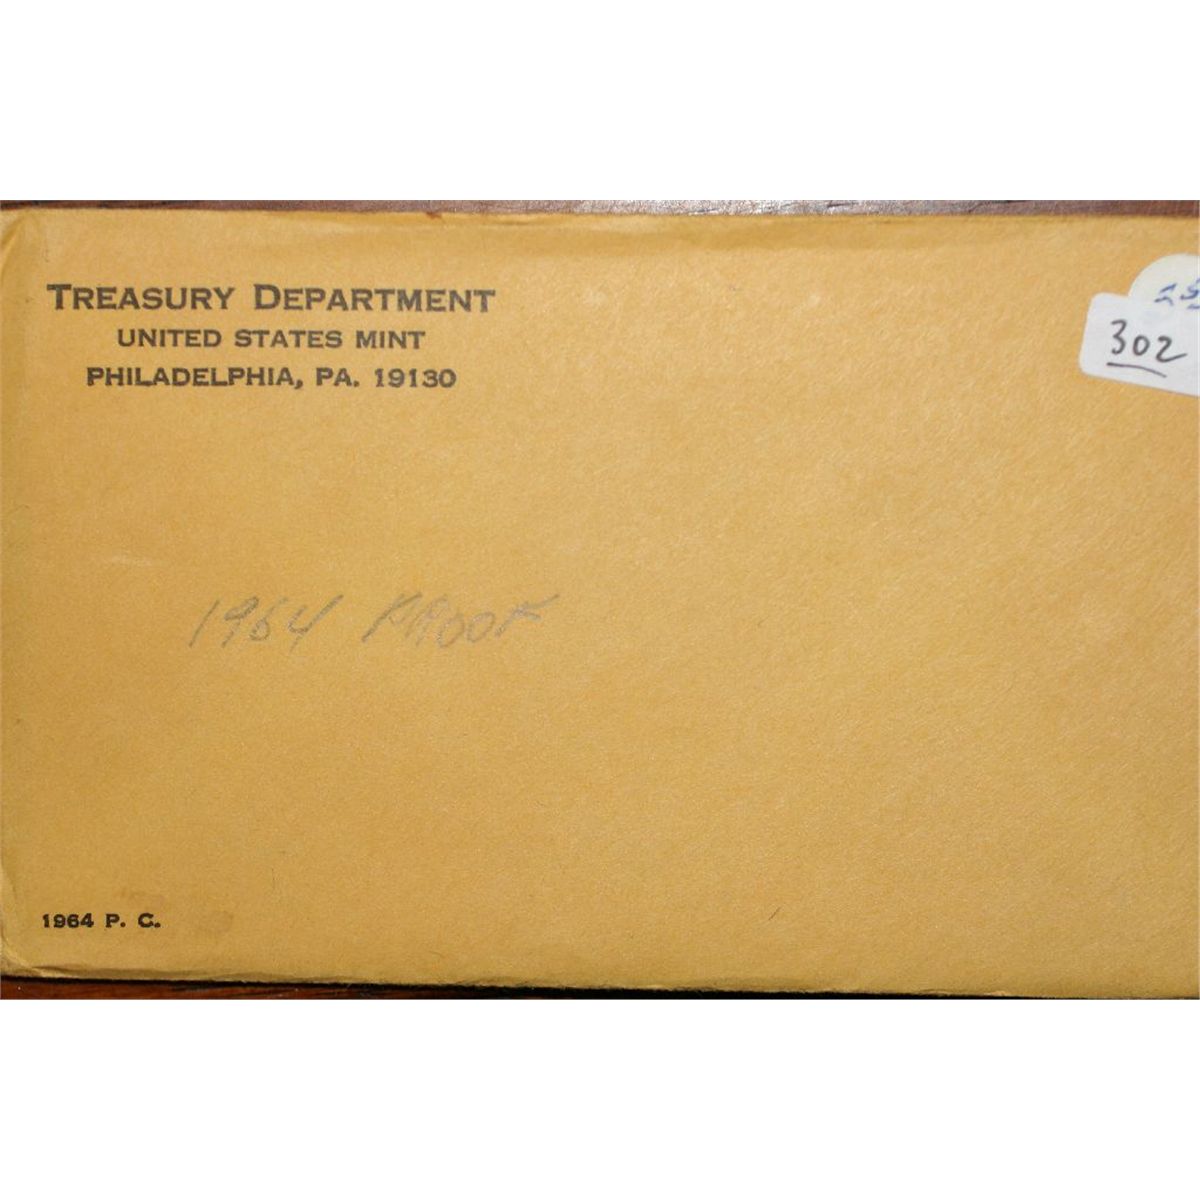 TREASURY DEPARTMENT
UNITED STATES MINT
PHILADELPHIA, PA. 19130
302
1964 PROOF
1964 P. C.